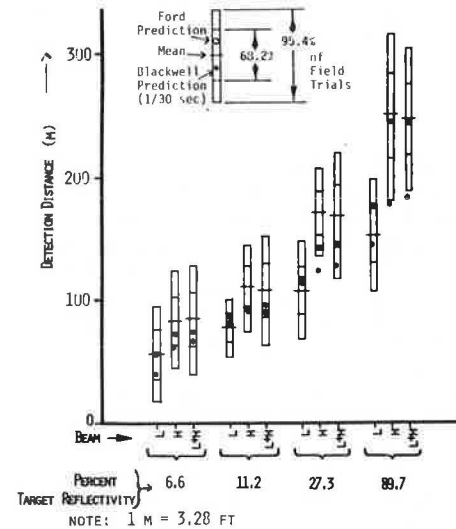 Ford
Prediction
Mean
Blackwell
Prediction
(1/30 sec)
68.2%
95.4%
of
Field
Trials
DETECTION DISTANCE (M)
300
200
100
0
BEAM
L H L+H L H L+H L H L+H L H L+H
PERCENT
TARGET REFLECTIVITY
6.6 11.2 27.3 89.7
NOTE: 1 M = 3.28 FT